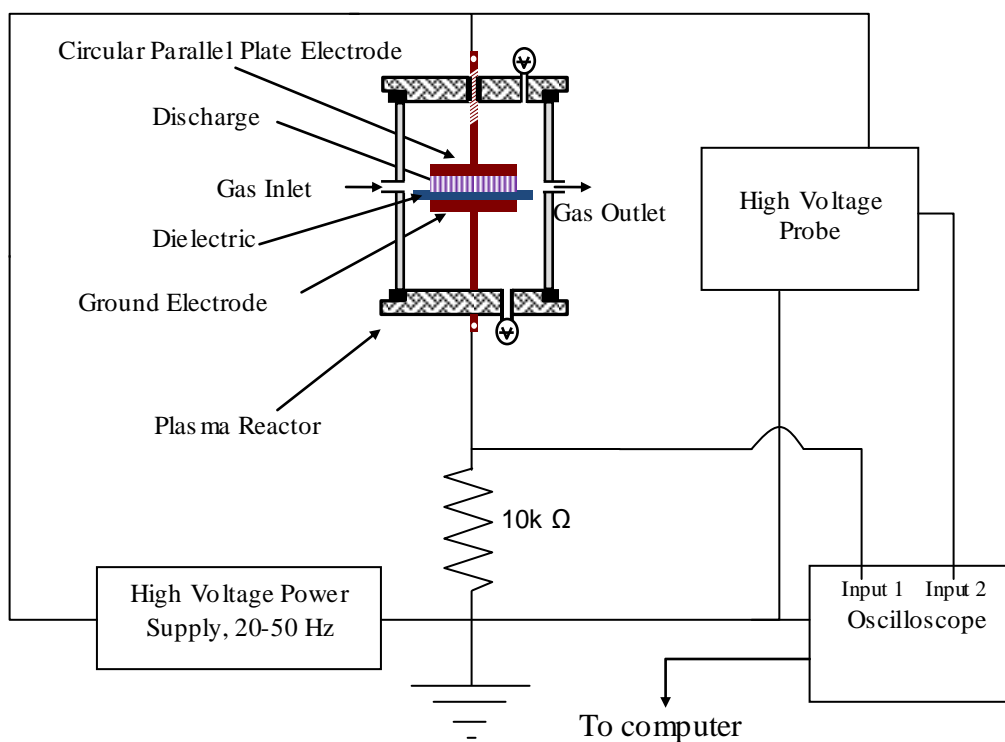 Circular Parallel Plate Electrode
Discharge
Gas Inlet
Gas Outlet
Dielectric
Ground Electrode
Plasma Reactor
High Voltage
Probe
10k Ω
High Voltage Power
Supply, 20-50 Hz
Input 1 Input 2
Oscilloscope
To computer